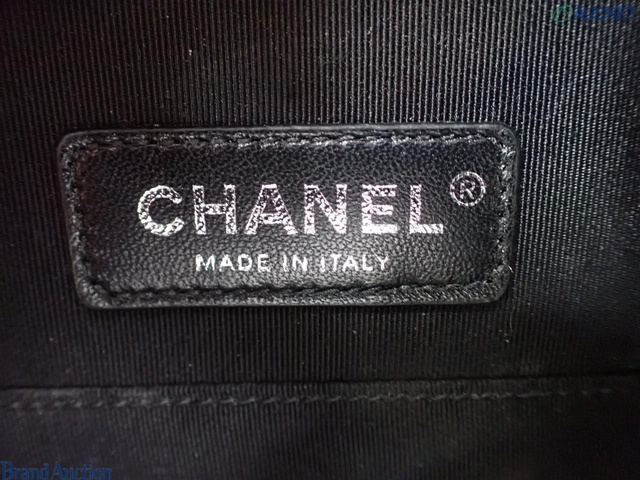 CHANEL®
MADE IN ITALY
Brand Auction